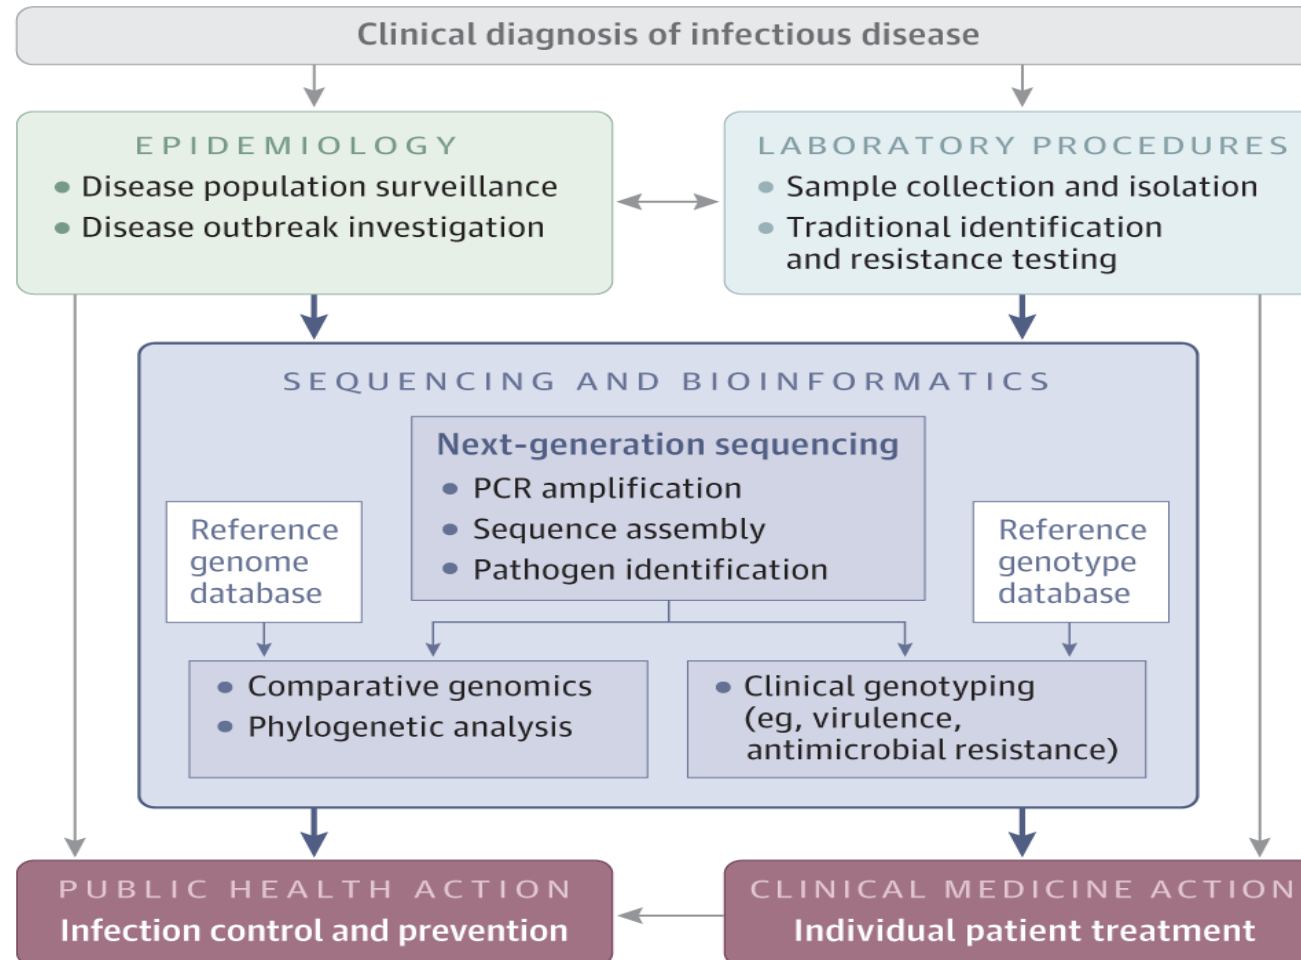 Clinical diagnosis of infectious disease
EPIDEMIOLOGY
• Disease population surveillance
• Disease outbreak investigation
LABORATORY PROCEDURES
• Sample collection and isolation
• Traditional identification
and resistance testing
SEQUENCING AND BIOINFORMATICS
Next-generation sequencing
• PCR amplification
• Sequence assembly
• Pathogen identification
Reference
genome
database
Reference
genotype
database
• Comparative genomics
• Phylogenetic analysis
• Clinical genotyping
(eg, virulence,
antimicrobial resistance)
PUBLIC HEALTH ACTION
Infection control and prevention
CLINICAL MEDICINE ACTION
Individual patient treatment